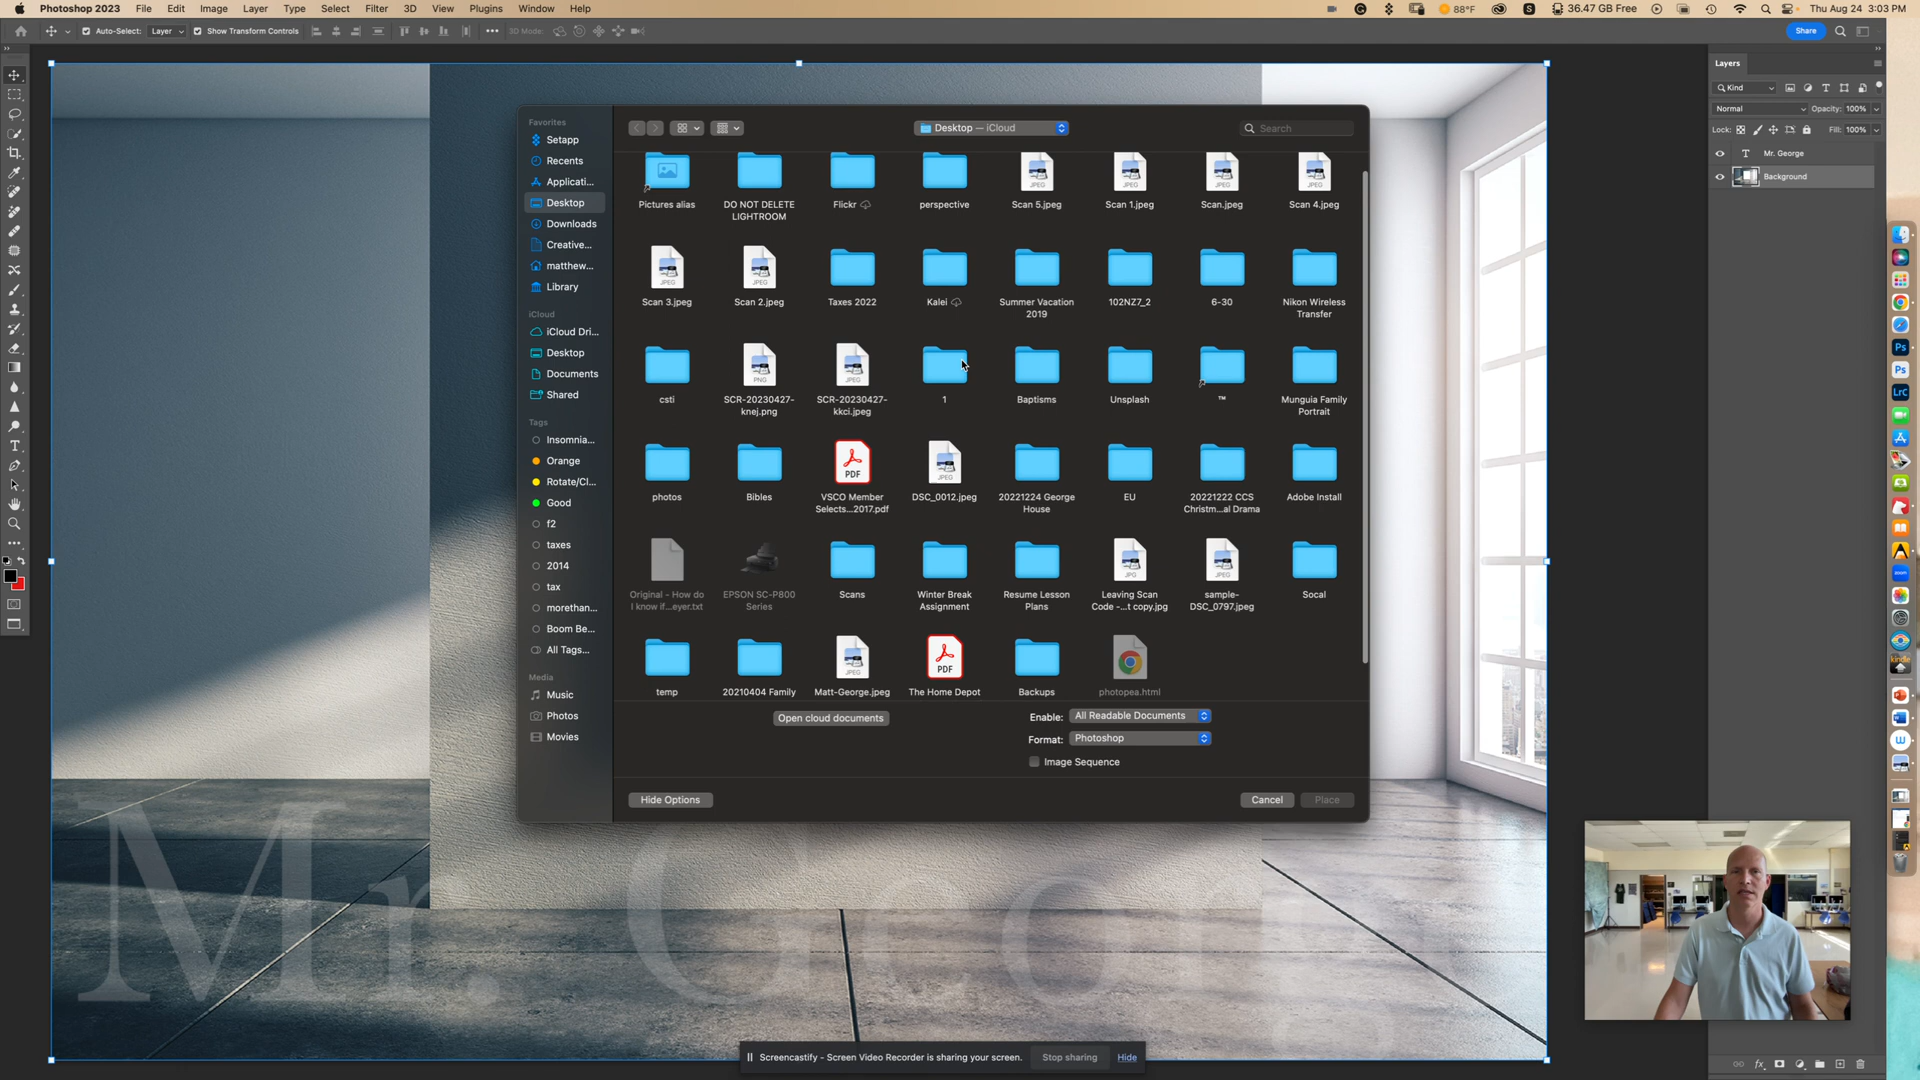 Photoshop 2023 File Edit Image Layer Type Select Filter 3D View Plugins Window Help
88°F 36.47 GB Free Thu Aug 24 3:03 PM
Auto-Select: Layer Show Transform Controls 3D Mode: Share
Layers
Kind
Normal Opacity: 100%
Lock: Fill: 100%
Mr. George
Background
Favorites
Setapp
Recents
Applicati...
Desktop
Downloads
Creative...
matthew...
Library
iCloud
iCloud Dri...
Desktop
Documents
Shared
Tags
Insomnia...
Orange
Rotate/Cl...
Good
f2
taxes
2014
tax
morethan...
Boom Be...
All Tags...
Media
Music
Photos
Movies
Desktop — iCloud
Search
Pictures alias
DO NOT DELETE
LIGHTROOM
Flickr
perspective
Scan 5.jpeg
Scan 1.jpeg
Scan.jpeg
Scan 4.jpeg
Scan 3.jpeg
Scan 2.jpeg
Taxes 2022
Kalei
Summer Vacation
2019
102NZ7_2
6-30
Nikon Wireless
Transfer
csti
SCR-20230427-
knej.png
SCR-20230427-
kkci.jpeg
1
Baptisms
Unsplash
™
Munguia Family
Portrait
photos
Bibles
VSCO Member
Selects...2017.pdf
DSC_0012.jpeg
20221224 George
House
EU
20221222 CCS
Christm...al Drama
Adobe Install
Original - How do
I know if...eyer.txt
EPSON SC-P800
Series
Scans
Winter Break
Assignment
Resume Lesson
Plans
Leaving Scan
Code -...t copy.jpg
sample-
DSC_0797.jpeg
Socal
temp
20210404 Family
Matt-George.jpeg
The Home Depot
Backups
photopea.html
Open cloud documents
Enable: All Readable Documents
Format: Photoshop
Image Sequence
Hide Options
Cancel
Place
Mr. Geor
Screencastify - Screen Video Recorder is sharing your screen. Stop sharing Hide